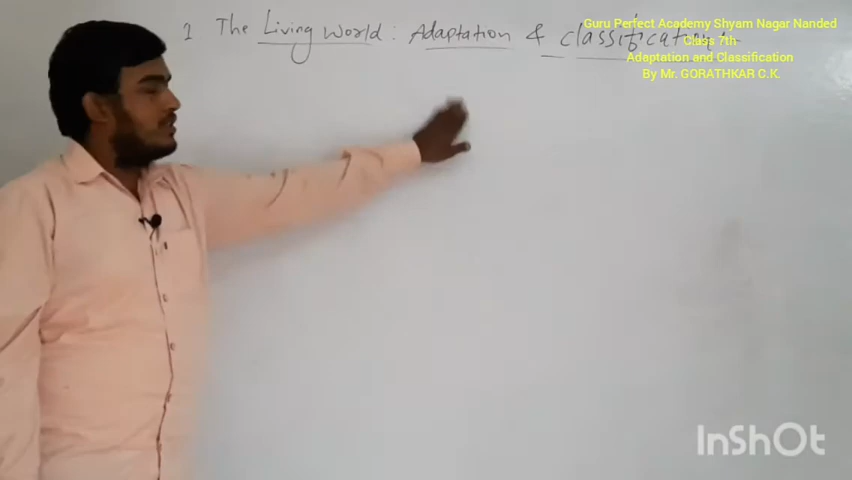 1 The Living World : Adaptation & classification :-
Guru Perfect Academy Shyam Nagar Nanded
Class 7th
Adaptation and Classification
By Mr. GORATHKAR C.K.
InShOt